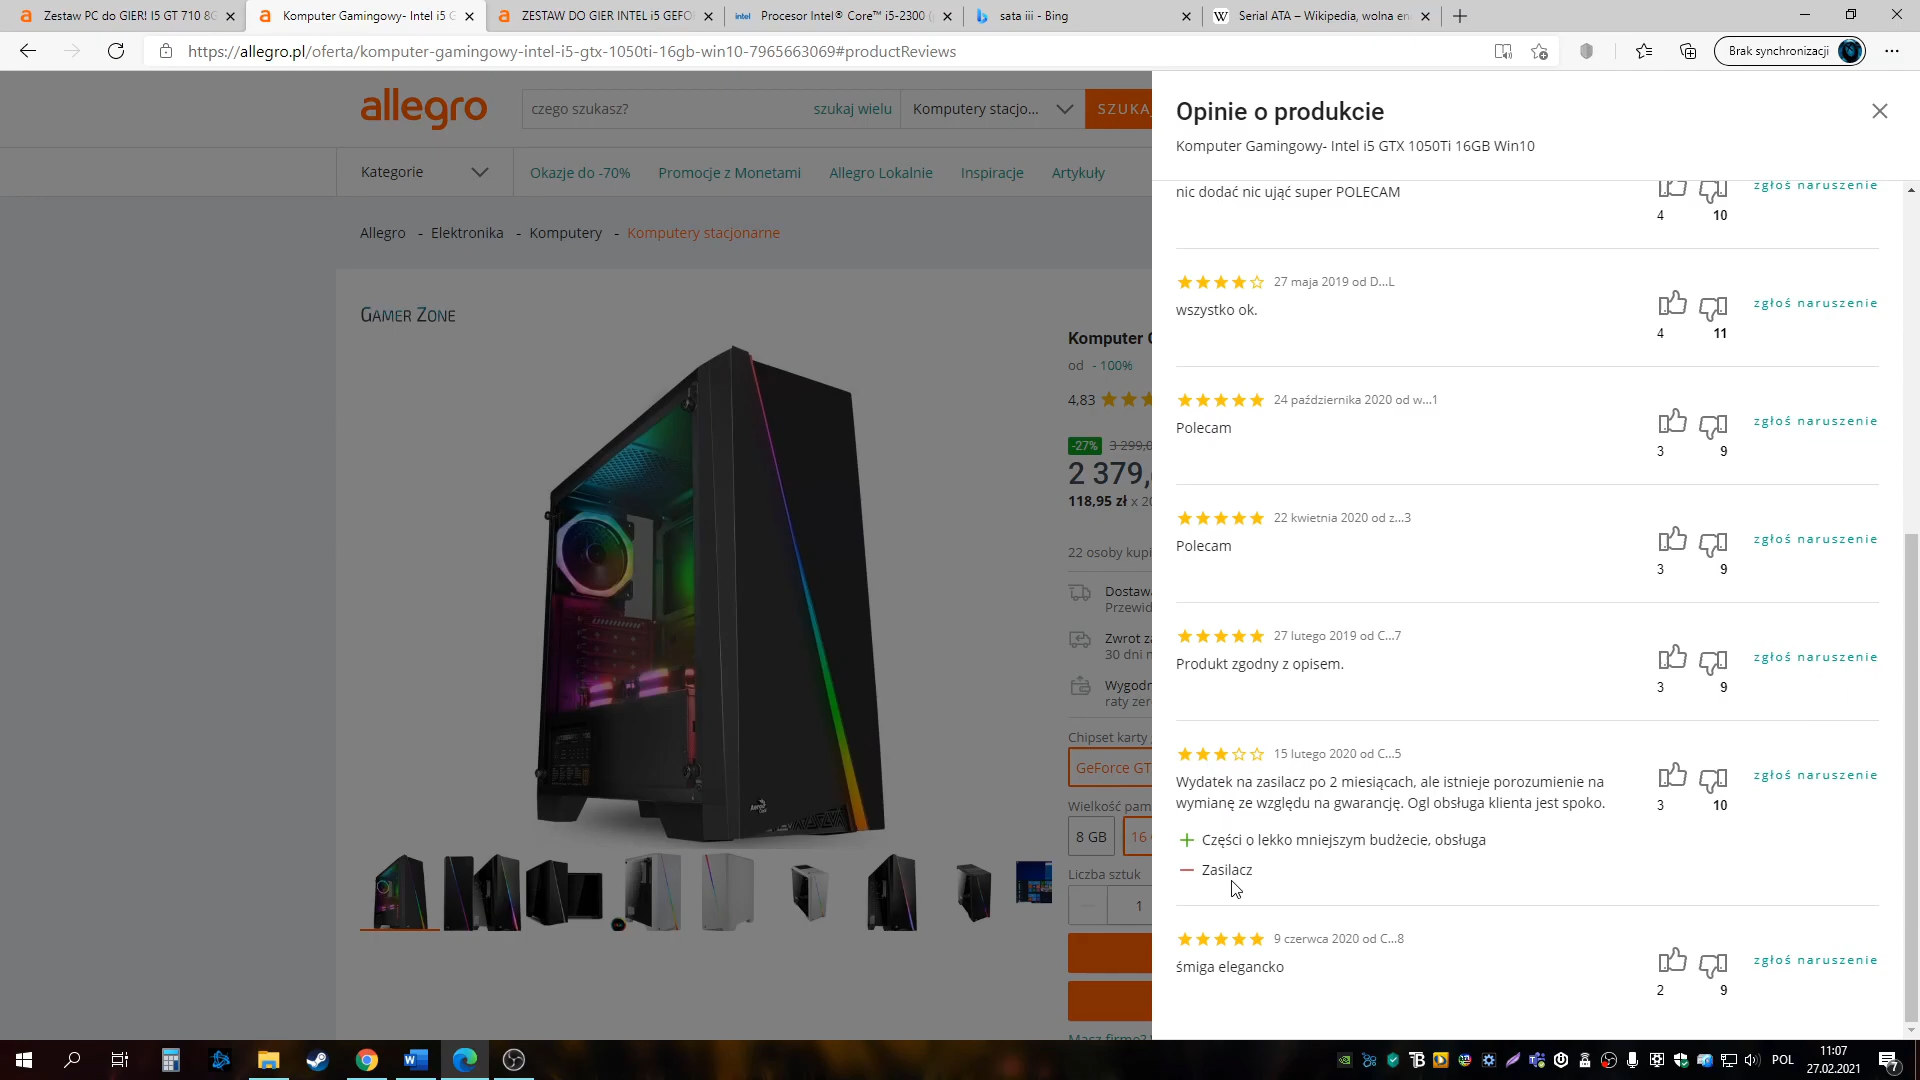 Zestaw PC do GIER! I5 GT 710 8G
Komputer Gamingowy- Intel i5 G
ZESTAW DO GIER INTEL i5 GEFO
intel Procesor Intel® Core™ i5-2300 (
sata iii - Bing
W Serial ATA – Wikipedia, wolna en
https://allegro.pl/oferta/komputer-gamingowy-intel-i5-gtx-1050ti-16gb-win10-7965663069#productReviews
Brak synchronizacji
allegro
czego szukasz?
szukaj wielu
Komputery stacjo...
SZUKAJ
Kategorie
Okazje do -70%
Promocje z Monetami
Allegro Lokalnie
Inspiracje
Artykuły
Allegro - Elektronika - Komputery - Komputery stacjonarne
GAMER ZONE
Komputer
od - 100%
4,83
-27% 3 299,0
2 379,
118,95 zł x 20
22 osoby kupi
Dostawa
Przewid
Zwrot za
30 dni
Wygodn
raty zer
Chipset karty
GeForce GT
Wielkość pam
8 GB
16
Liczba sztuk
1
Masz firmę?
Opinie o produkcie
Komputer Gamingowy- Intel i5 GTX 1050Ti 16GB Win10
nic dodać nic ująć super POLECAM
4 10
zgłoś naruszenie
27 maja 2019 od D...L
wszystko ok.
4 11
zgłoś naruszenie
24 października 2020 od w...1
Polecam
3 9
zgłoś naruszenie
22 kwietnia 2020 od z...3
Polecam
3 9
zgłoś naruszenie
27 lutego 2019 od C...7
Produkt zgodny z opisem.
3 9
zgłoś naruszenie
15 lutego 2020 od C...5
Wydatek na zasilacz po 2 miesiącach, ale istnieje porozumienie na
wymianę ze względu na gwarancję. Ogl obsługa klienta jest spoko.
Części o lekko mniejszym budżecie, obsługa
Zasilacz
3 10
zgłoś naruszenie
9 czerwca 2020 od C...8
śmiga elegancko
2 9
zgłoś naruszenie
POL
11:07
27.02.2021
7